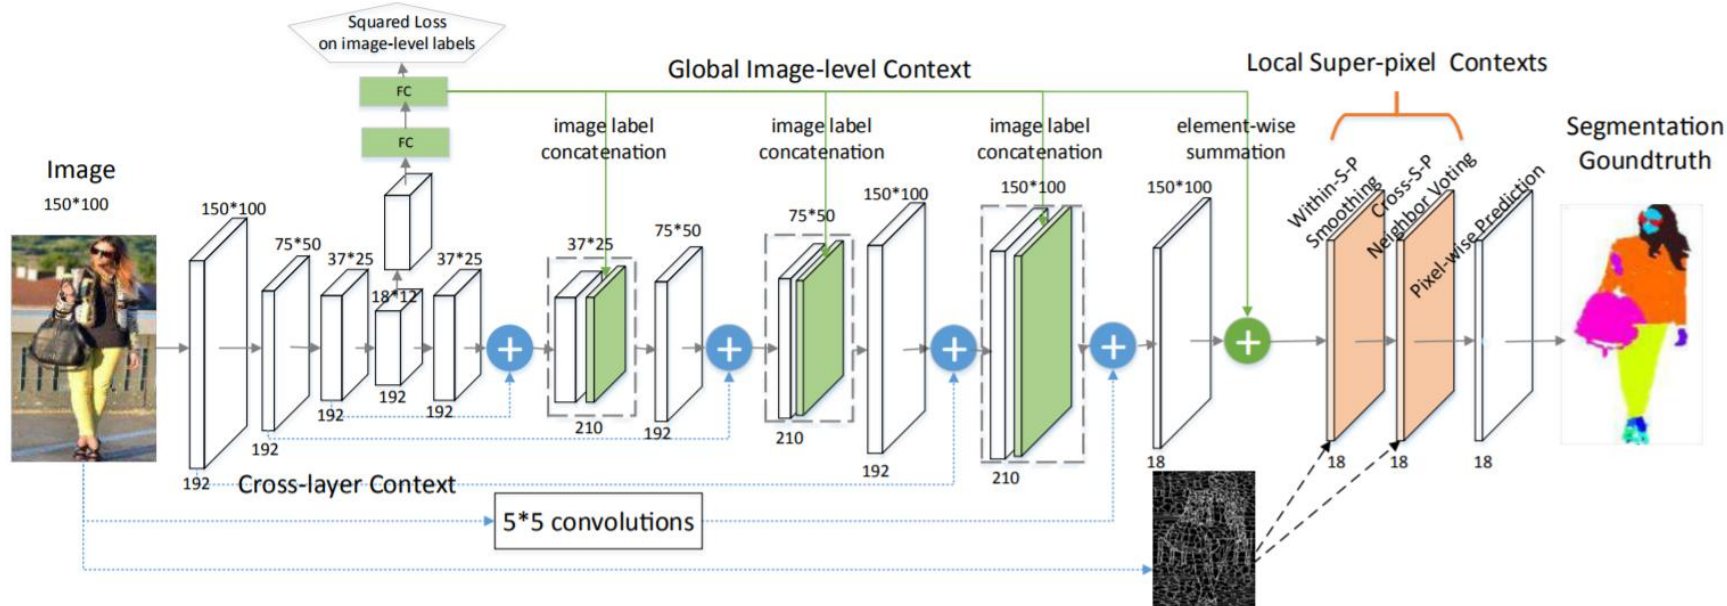 Squared Loss
on image-level labels
FC
FC
Global Image-level Context
Local Super-pixel Contexts
image label
concatenation
image label
concatenation
image label
concatenation
element-wise
summation
Segmentation
Goundtruth
Image
150*100
150*100
75*50
37*25
18*12
37*25
37*25
75*50
75*50
150*100
150*100
150*100
Within-S-P
Smoothing
Cross-S-P
Neighbor Voting
Pixel-wise Prediction
192
192
192
192
192
210
192
210
192
210
18
18
18
18
Cross-layer Context
5*5 convolutions